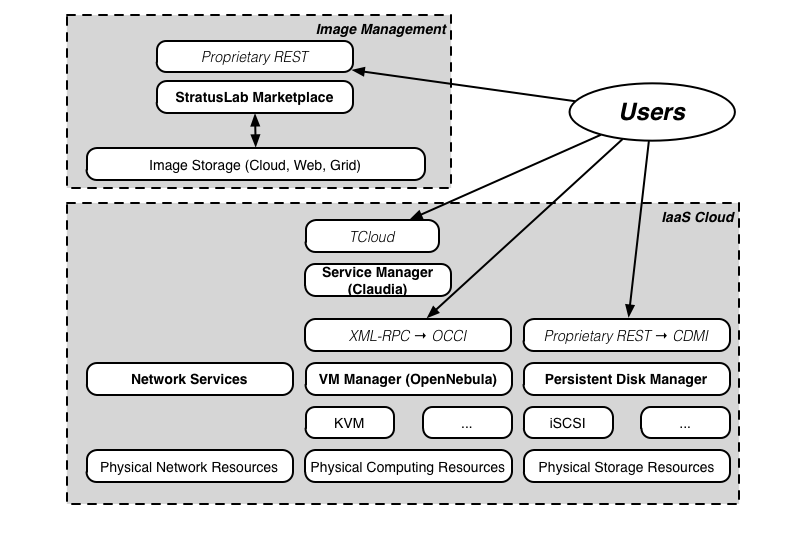 Image Management
Proprietary REST
StratusLab Marketplace
Image Storage (Cloud, Web, Grid)
Users
IaaS Cloud
TCloud
Service Manager
(Claudia)
XML-RPC → OCCI
Proprietary REST → CDMI
Network Services
VM Manager (OpenNebula)
Persistent Disk Manager
KVM
...
iSCSI
...
Physical Network Resources
Physical Computing Resources
Physical Storage Resources